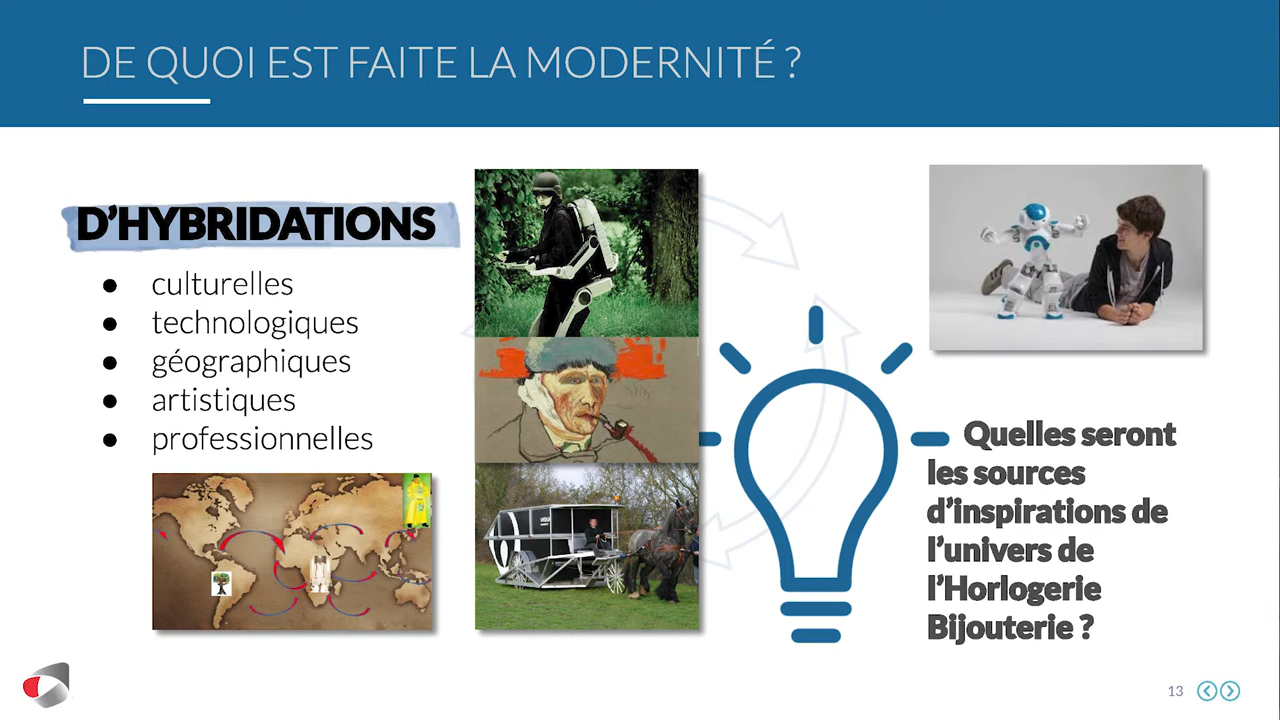 DE QUOI EST FAITE LA MODERNITÉ ?
D'HYBRIDATIONS
● culturelles
● technologiques
● géographiques
● artistiques
● professionnelles
Quelles seront
les sources
d'inspirations de
l'univers de
l'Horlogerie
Bijouterie ?
13